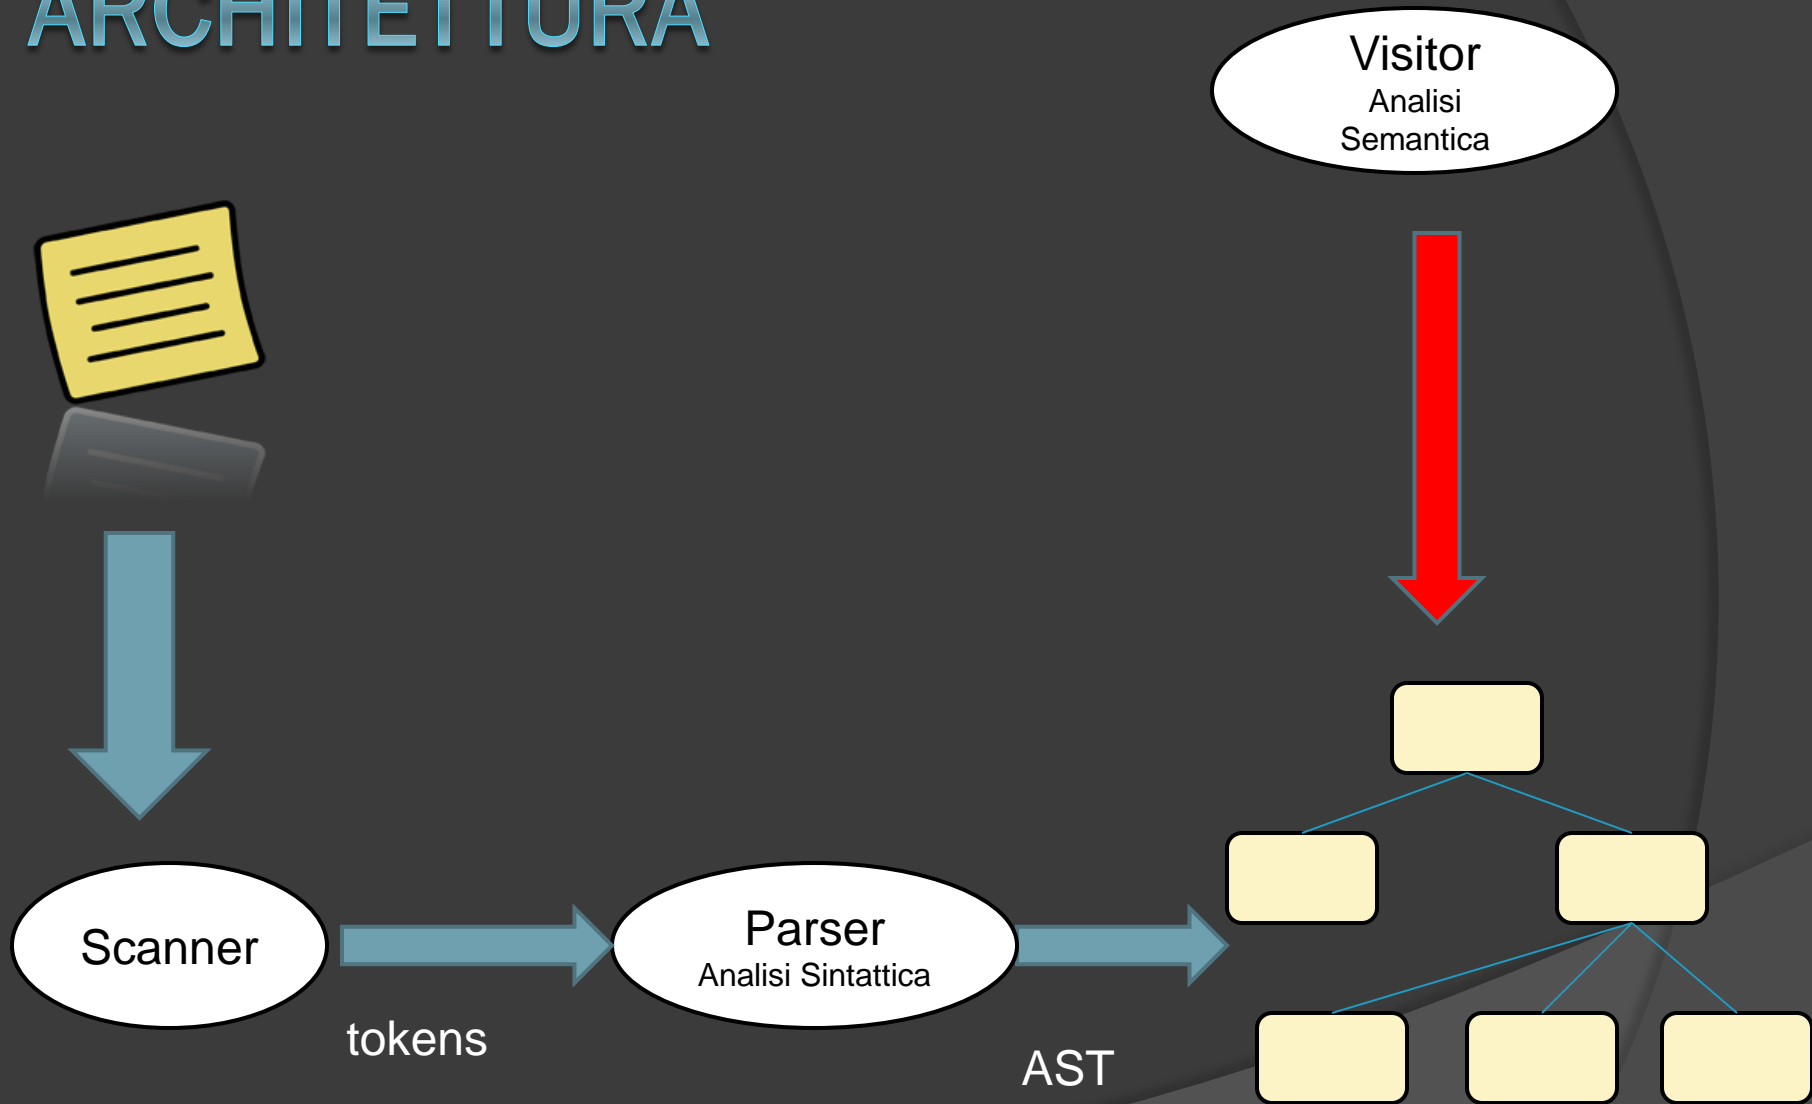 ARCHITETTURA
Visitor
Analisi
Semantica
Scanner
Parser
Analisi Sintattica
tokens
AST